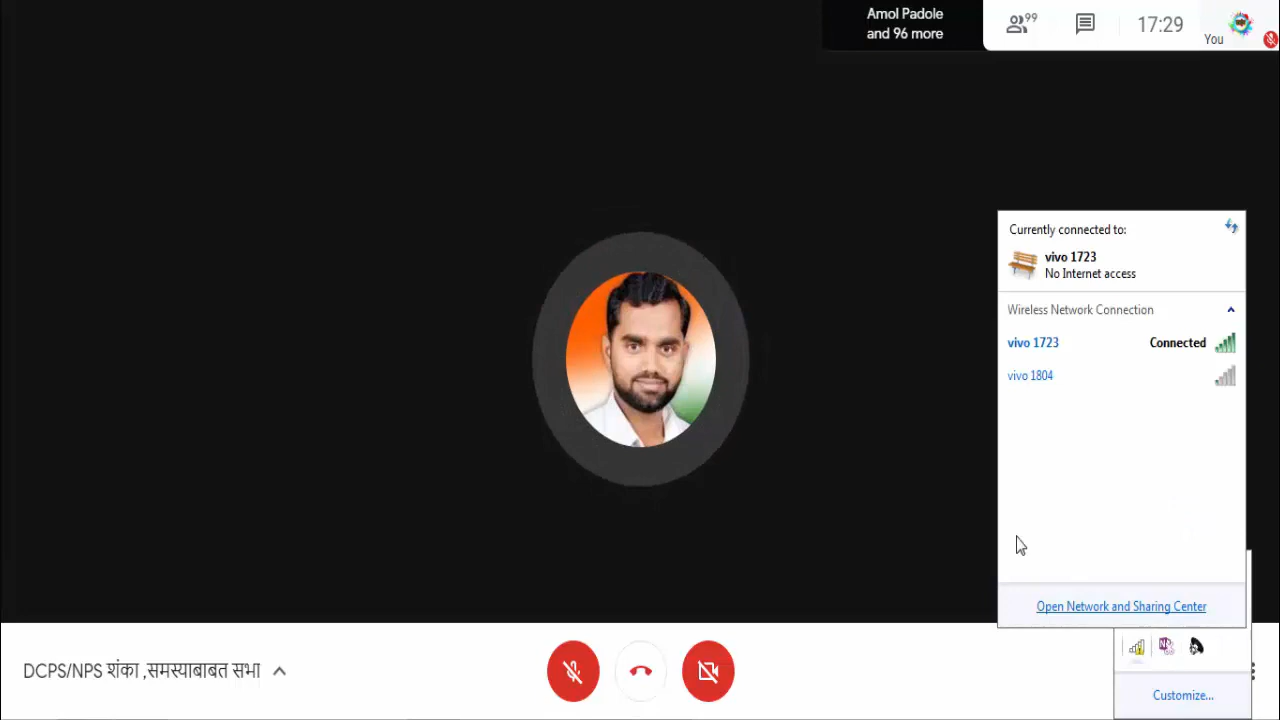 Amol Padole
and 96 more
99
17:29
You
Currently connected to:
vivo 1723
No Internet access
Wireless Network Connection
vivo 1723 Connected
vivo 1804
Open Network and Sharing Center
DCPS/NPS शंका ,समस्याबाबत सभा
Customize...